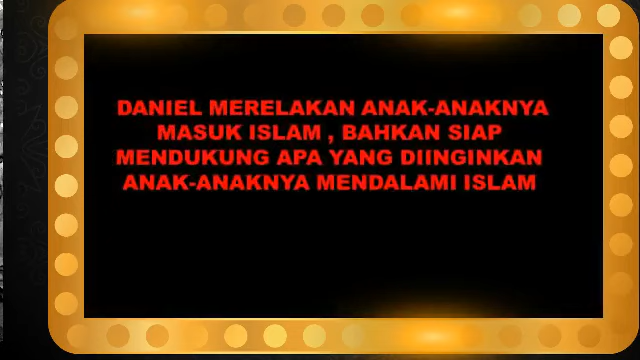 DANIEL MERELAKAN ANAK-ANAKNYA
MASUK ISLAM , BAHKAN SIAP
MENDUKUNG APA YANG DIINGINKAN
ANAK-ANAKNYA MENDALAMI ISLAM